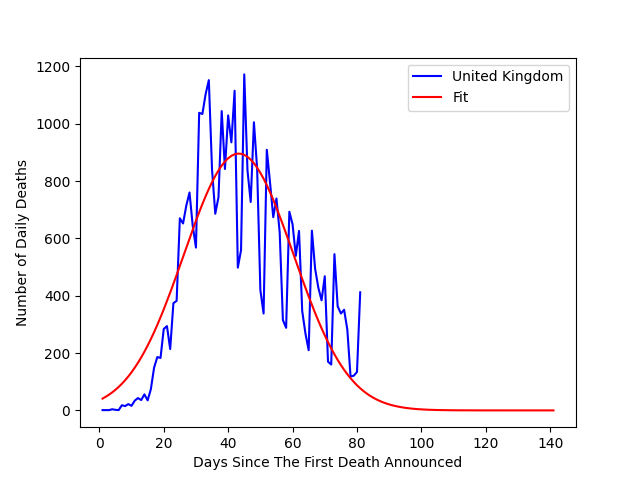 United Kingdom
Fit
1200
1000
800
600
400
200
0
Number of Daily Deaths
0 20 40 60 80 100 120 140
Days Since The First Death Announced